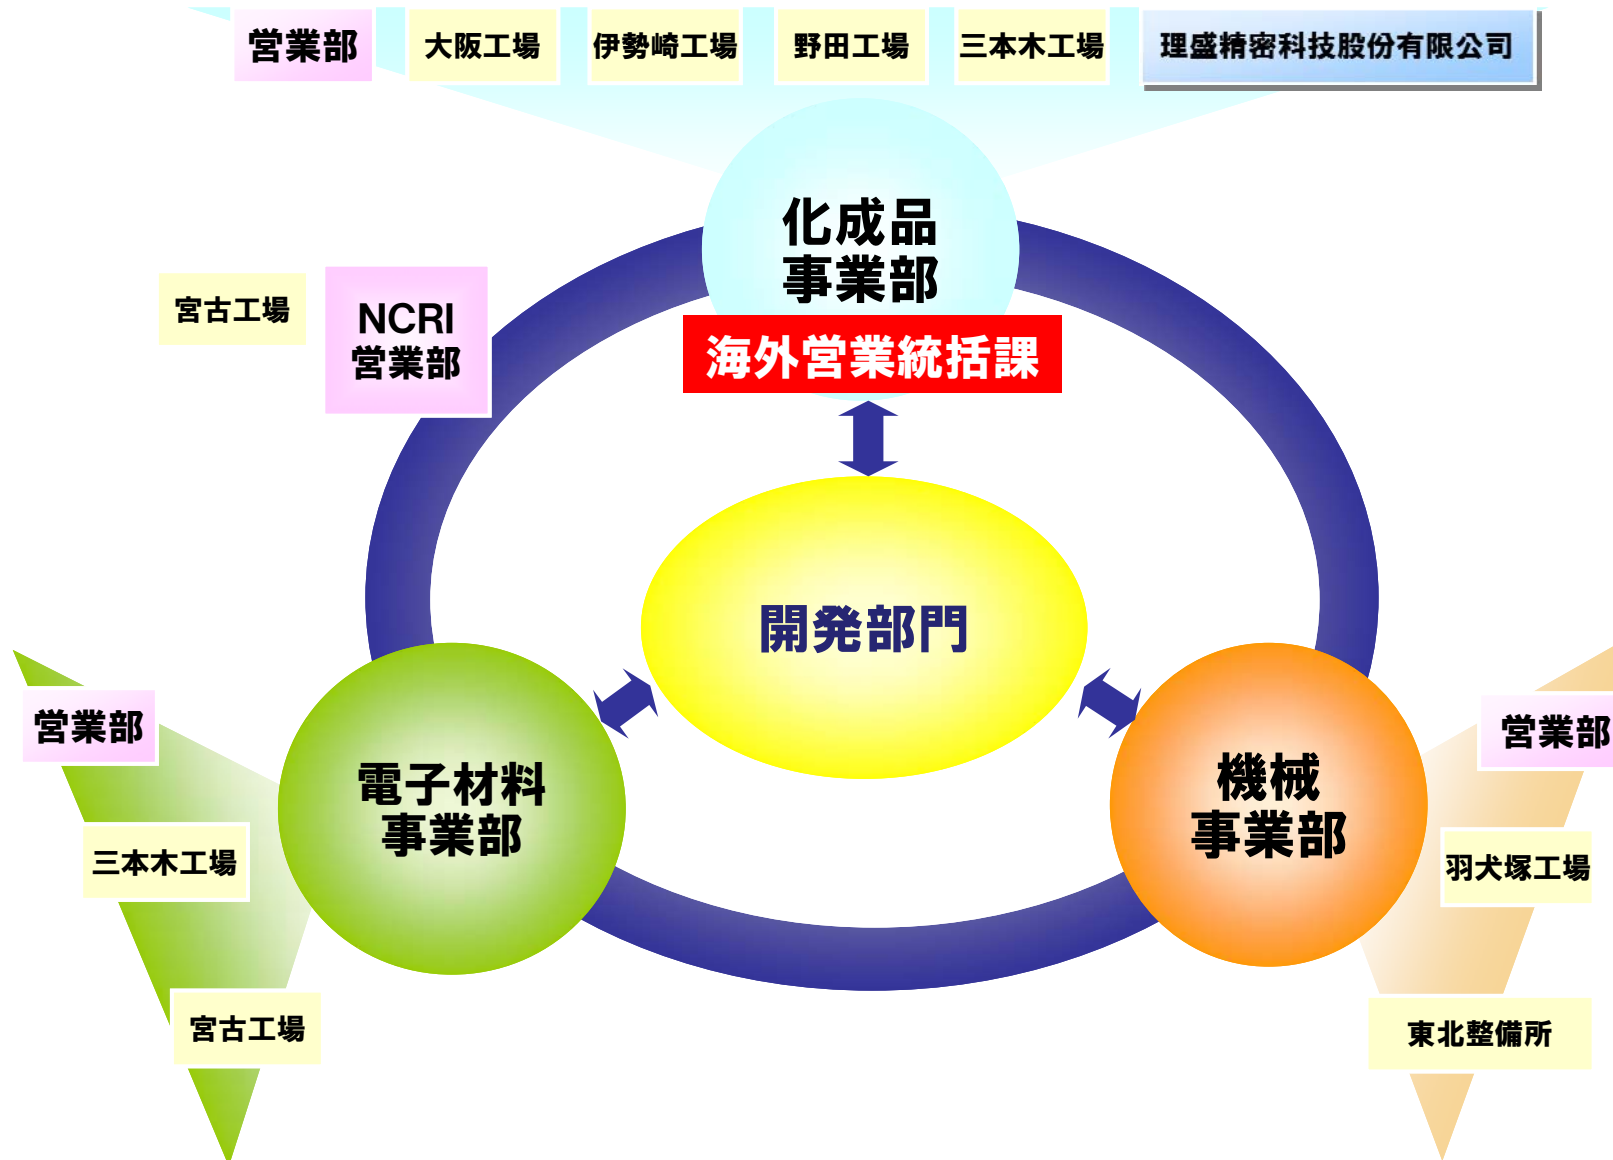 営業部
大阪工場
伊勢崎工場
野田工場
三本木工場
理盛精密科技股份有限公司
化成品
事業部
海外営業統括課
宮古工場
NCRI
営業部
開発部門
営業部
三本木工場
宮古工場
電子材料
事業部
機械
事業部
営業部
羽犬塚工場
東北整備所